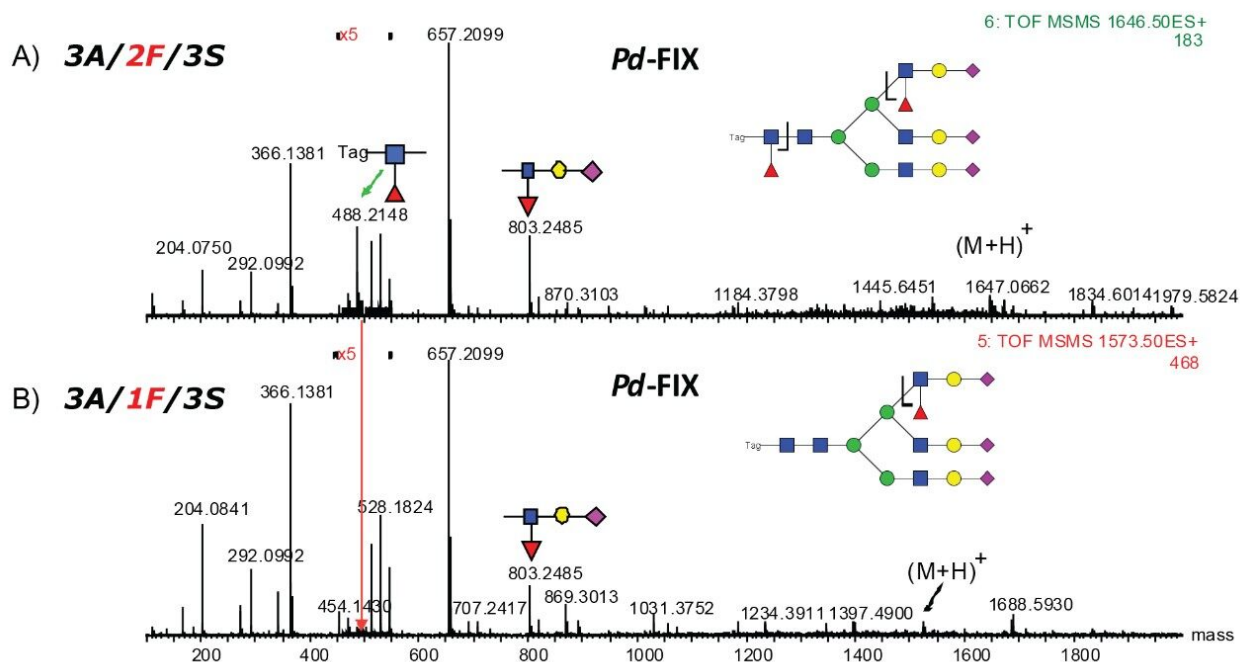 A) 3A/2F/3S
x5
657.2099
Pd-FIX
6: TOF MSMS 1646.50ES+
183
366.1381
Tag
Tag
488.2148
803.2485
204.0750
292.0992
(M+H)+
870.3103
1184.3798
1445.6451
1647.0662
1834.6014
1979.5824
B) 3A/1F/3S
x5
657.2099
Pd-FIX
5: TOF MSMS 1573.50ES+
468
366.1381
Tag
204.0841
528.1824
292.0992
803.2485
(M+H)+
454.1430
707.2417
869.3013
1031.3752
1234.3911
1397.4900
1688.5930
mass
200
400
600
800
1000
1200
1400
1600
1800